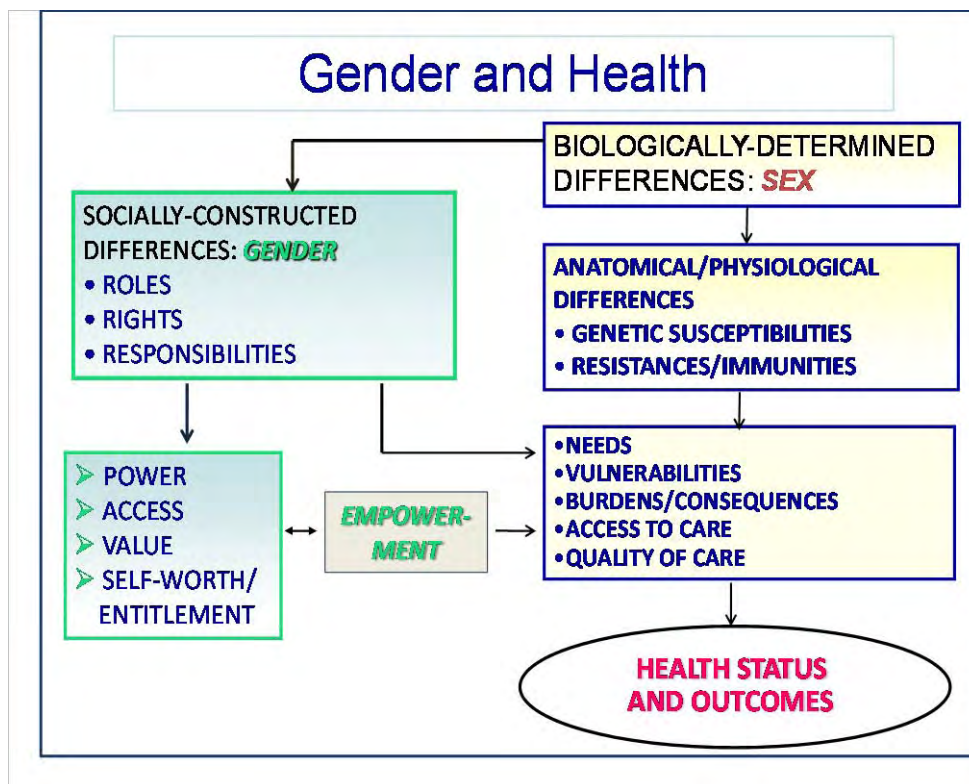 Gender and Health
BIOLOGICALLY-DETERMINED
DIFFERENCES: SEX
SOCIALLY-CONSTRUCTED
DIFFERENCES: GENDER
• ROLES
• RIGHTS
• RESPONSIBILITIES
ANATOMICAL/PHYSIOLOGICAL
DIFFERENCES
• GENETIC SUSCEPTIBILITIES
• RESISTANCES/IMMUNITIES
➢ POWER
➢ ACCESS
➢ VALUE
➢ SELF-WORTH/
ENTITLEMENT
EMPOWER-
MENT
•NEEDS
•VULNERABILITIES
•BURDENS/CONSEQUENCES
•ACCESS TO CARE
•QUALITY OF CARE
HEALTH STATUS
AND OUTCOMES